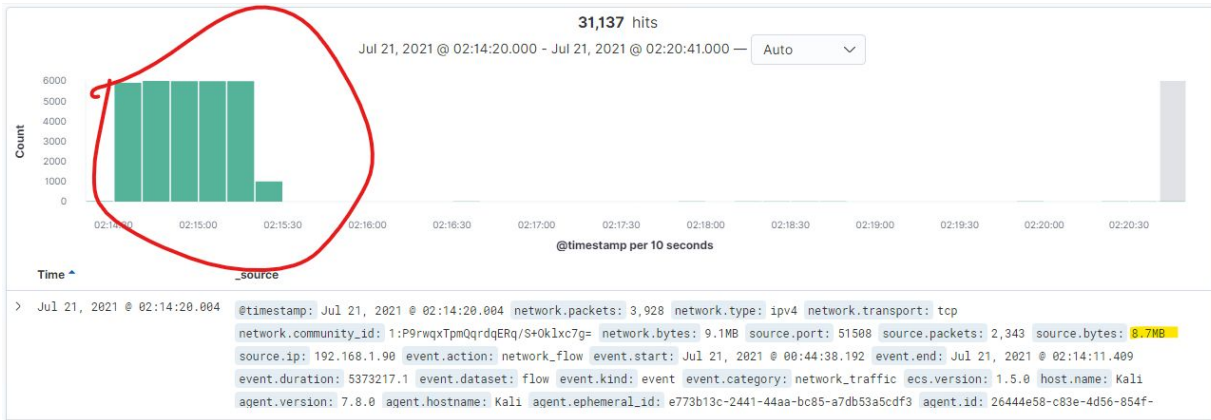 31,137 hits
Jul 21, 2021 @ 02:14:20.000 - Jul 21, 2021 @ 02:20:41.000 — Auto
Count
6000
5000
4000
3000
2000
1000
0
02:15:00 02:15:30 02:16:00 02:16:30 02:17:00 02:17:30 02:18:00 02:18:30 02:19:00 02:19:30 02:20:00 02:20:30
@timestamp per 10 seconds
Time _source
> Jul 21, 2021 @ 02:14:20.004 @timestamp: Jul 21, 2021 @ 02:14:20.004 network.packets: 3,928 network.type: ipv4 network.transport: tcp
network.community_id: 1:P9rwqxTpmQqrdqERq/S+Oklxc7g= network.bytes: 9.1MB source.port: 51508 source.packets: 2,343 source.bytes: 8.7MB
source.ip: 192.168.1.90 event.action: network_flow event.start: Jul 21, 2021 @ 00:44:38.192 event.end: Jul 21, 2021 @ 02:14:11.409
event.duration: 5373217.1 event.dataset: flow event.kind: event event.category: network_traffic ecs.version: 1.5.0 host.name: Kali
agent.version: 7.8.0 agent.hostname: Kali agent.ephemeral_id: e773b13c-2441-44aa-bc85-a7db53a5cdf3 agent.id: 26444e58-c83e-4d56-854f-